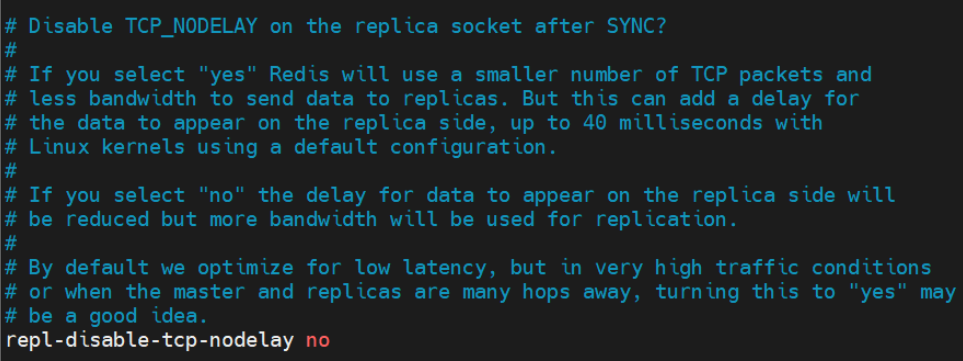 # Disable TCP_NODELAY on the replica socket after SYNC?
#
# If you select "yes" Redis will use a smaller number of TCP packets and
# less bandwidth to send data to replicas. But this can add a delay for
# the data to appear on the replica side, up to 40 milliseconds with
# Linux kernels using a default configuration.
#
# If you select "no" the delay for data to appear on the replica side will
# be reduced but more bandwidth will be used for replication.
#
# By default we optimize for low latency, but in very high traffic conditions
# or when the master and replicas are many hops away, turning this to "yes" may
# be a good idea.
repl-disable-tcp-nodelay no